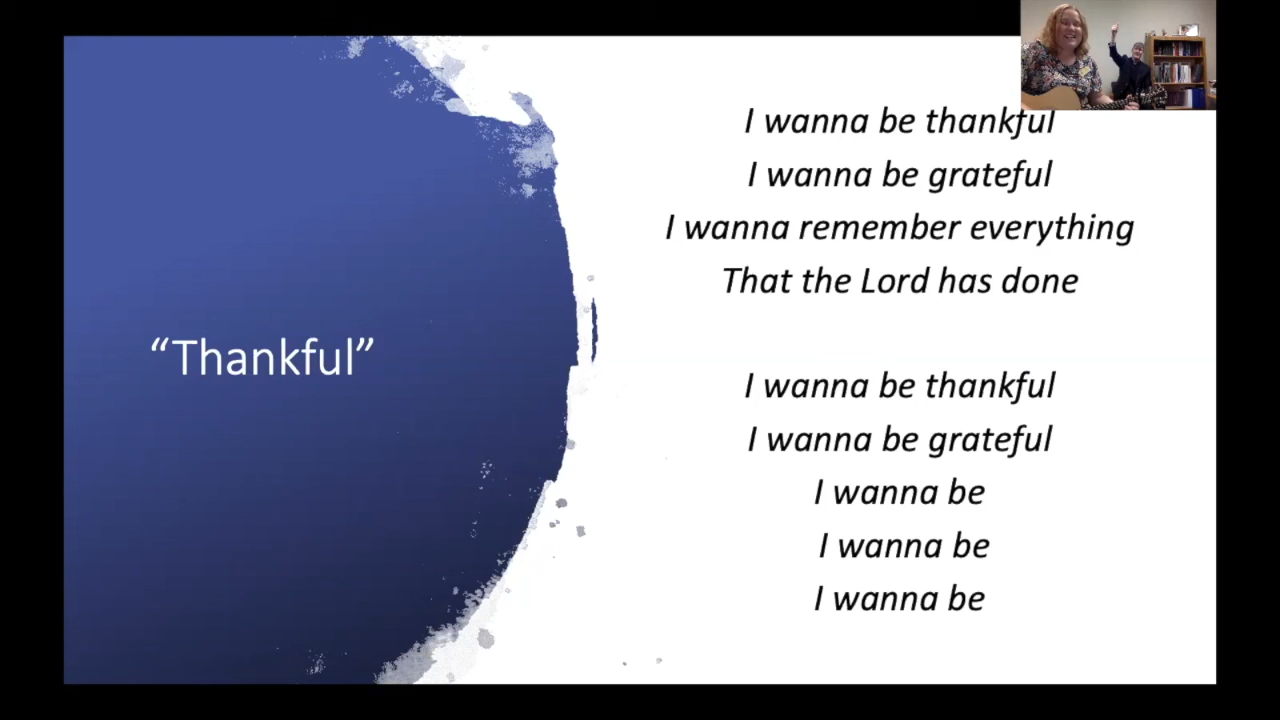 “Thankful”
I wanna be thankful
I wanna be grateful
I wanna remember everything
That the Lord has done
I wanna be thankful
I wanna be grateful
I wanna be
I wanna be
I wanna be